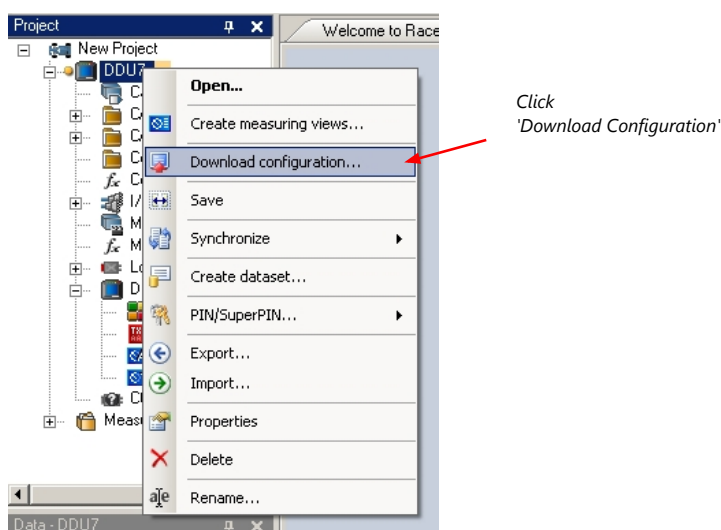 Project
Welcome to Race
New Project
DDU7
Open...
Create measuring views...
Download configuration...
Save
Synchronize
Create dataset...
PIN/SuperPIN...
Export...
Import...
Properties
Delete
Rename...
Meas
Data - DDU7
Click
'Download Configuration'